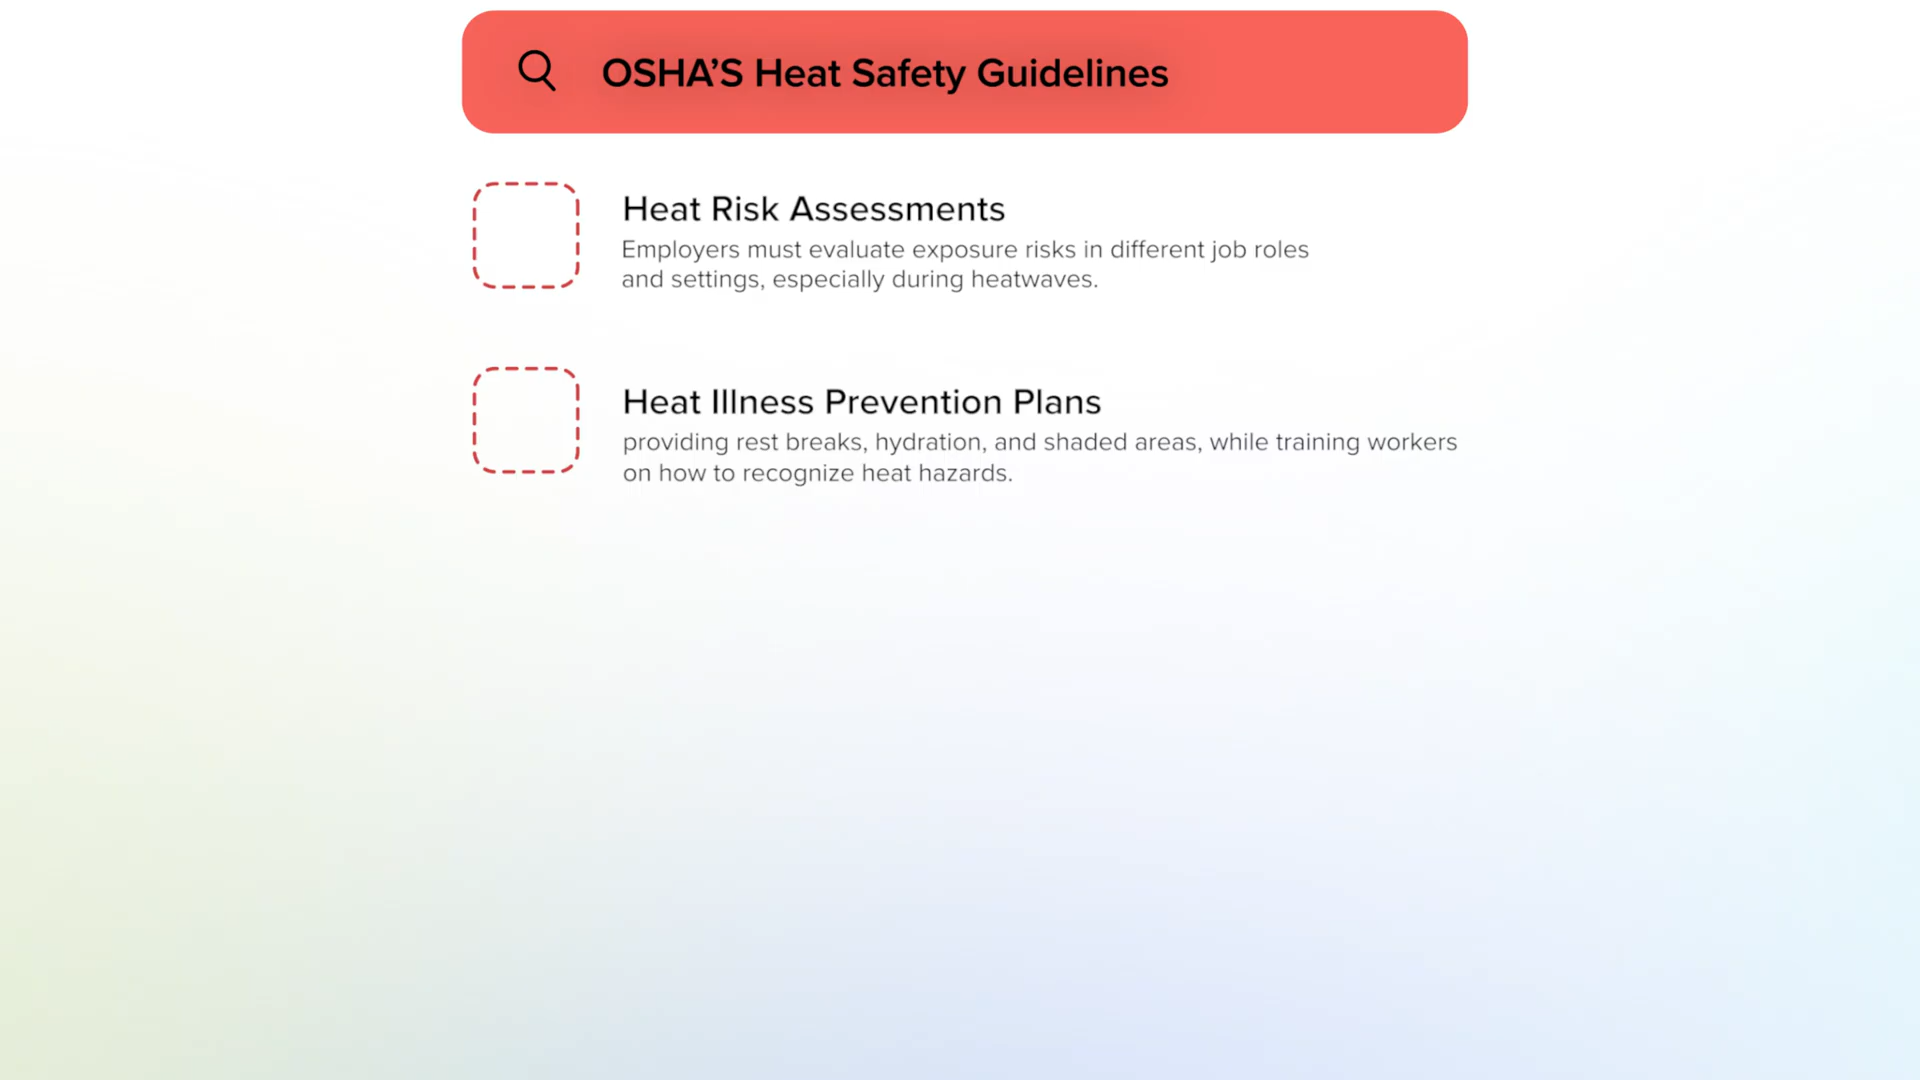 OSHA’S Heat Safety Guidelines
Heat Risk Assessments
Employers must evaluate exposure risks in different job roles
and settings, especially during heatwaves.
Heat Illness Prevention Plans
providing rest breaks, hydration, and shaded areas, while training workers
on how to recognize heat hazards.